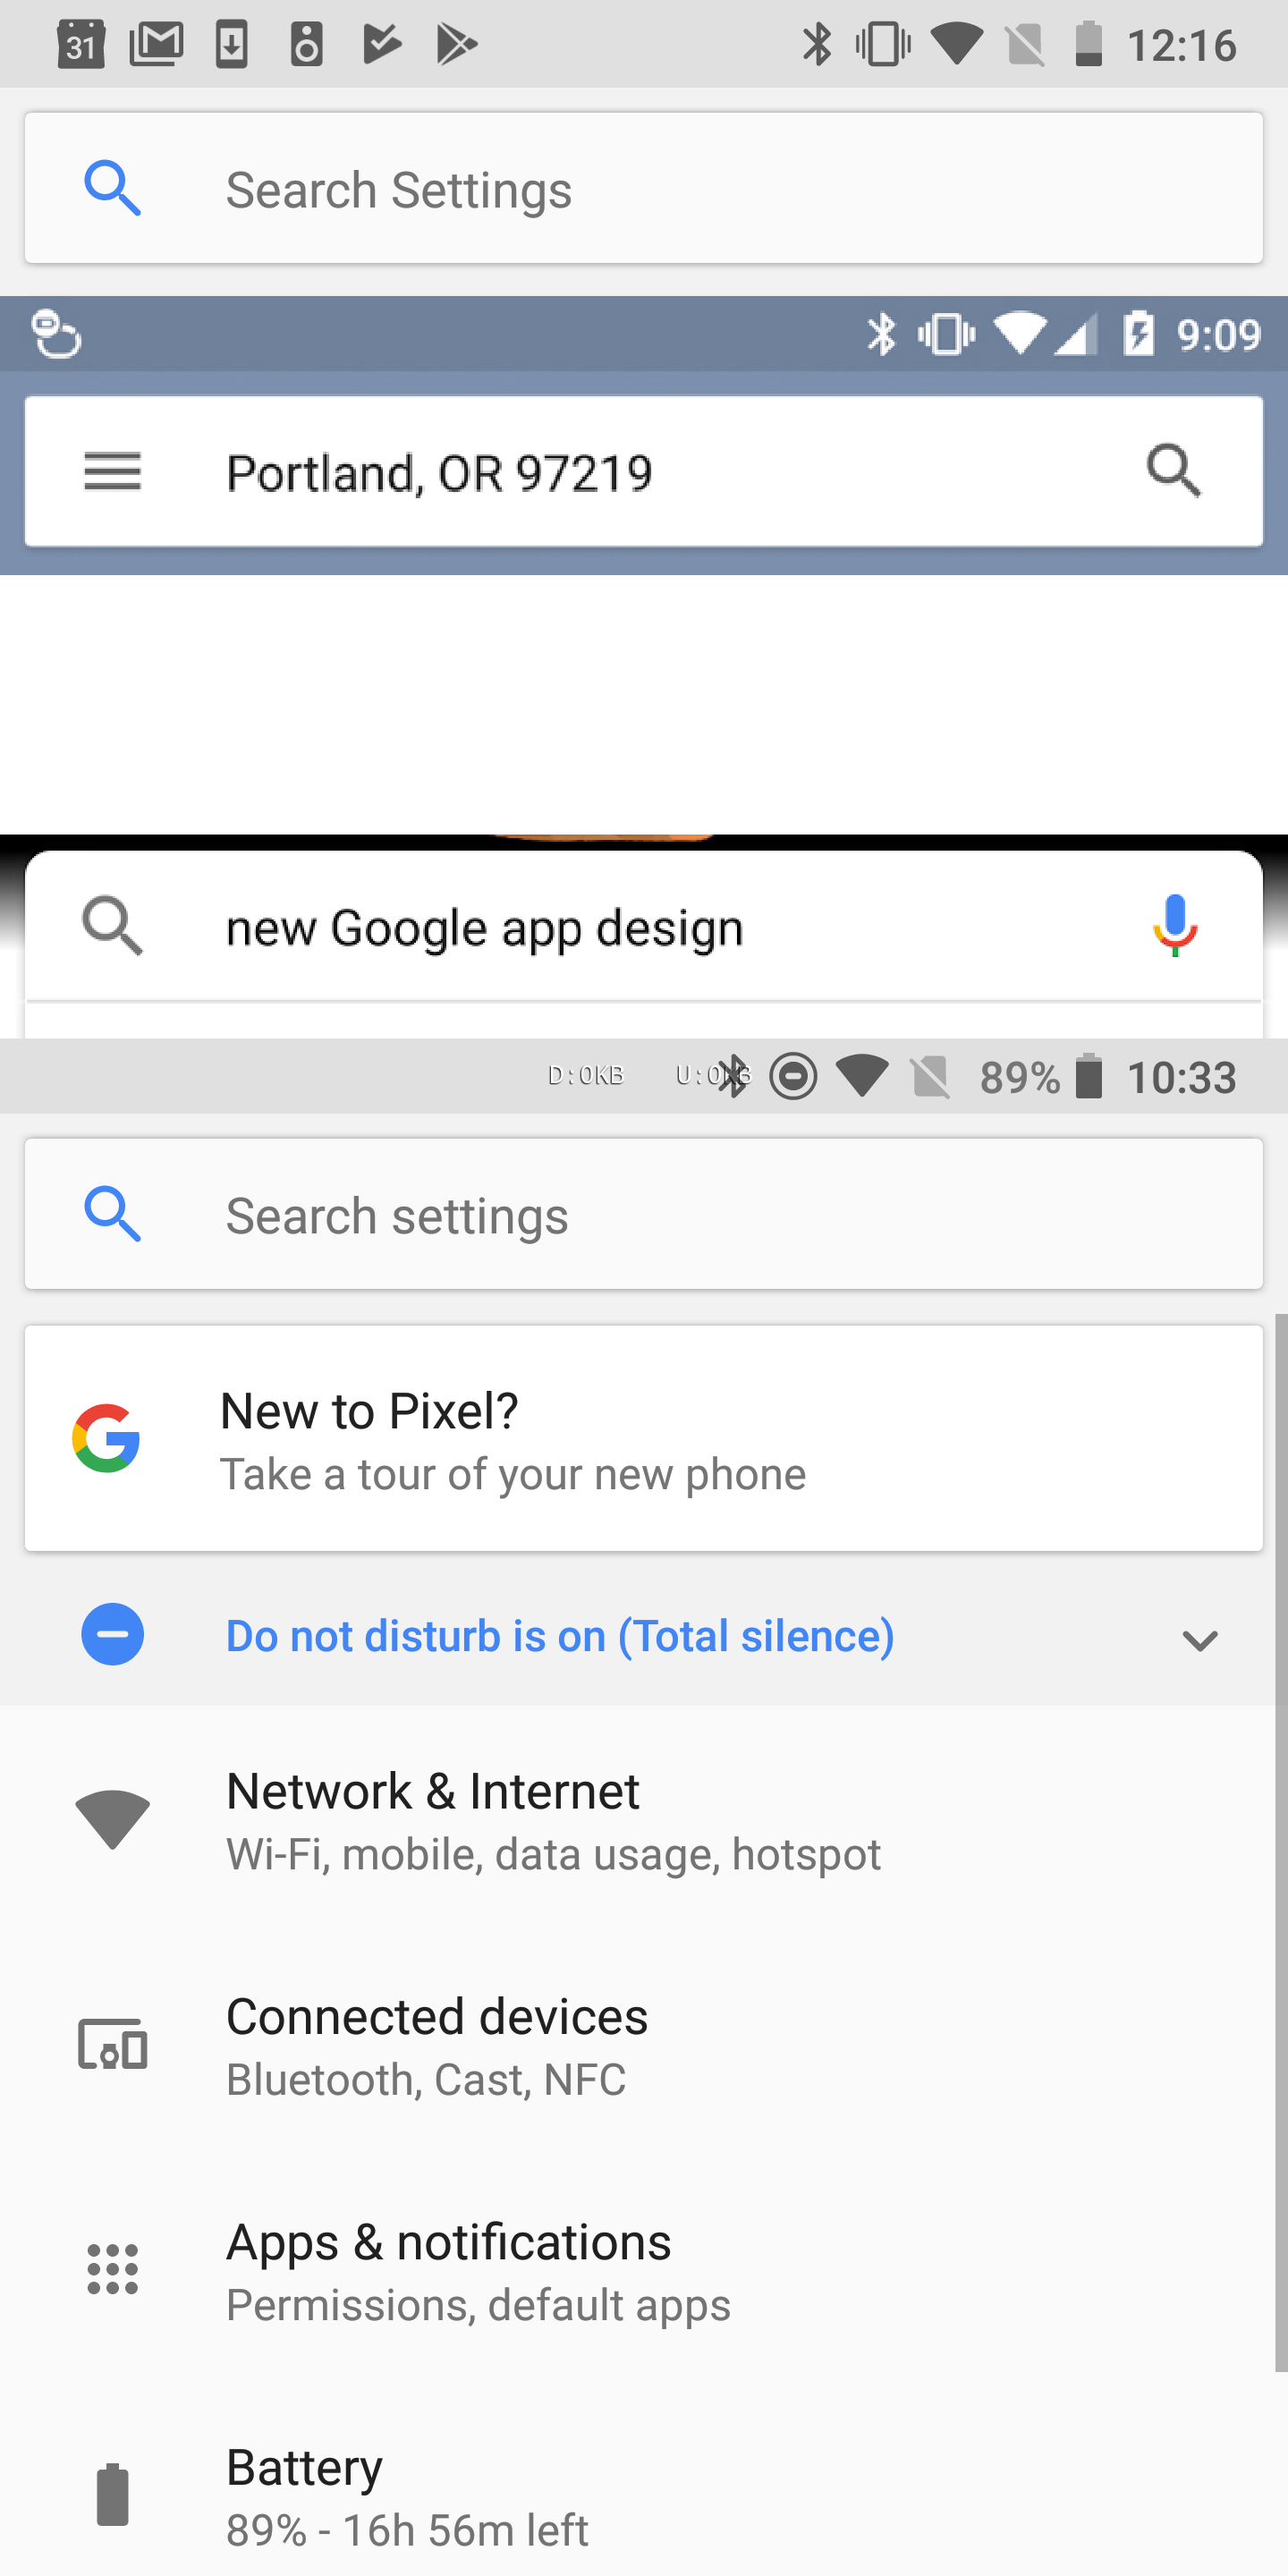 31 12:16
Search Settings
9:09
Portland, OR 97219
new Google app design
D:0KB U:0KB 89% 10:33
Search settings
New to Pixel?
Take a tour of your new phone
Do not disturb is on (Total silence)
Network & Internet
Wi-Fi, mobile, data usage, hotspot
Connected devices
Bluetooth, Cast, NFC
Apps & notifications
Permissions, default apps
Battery
89% - 16h 56m left